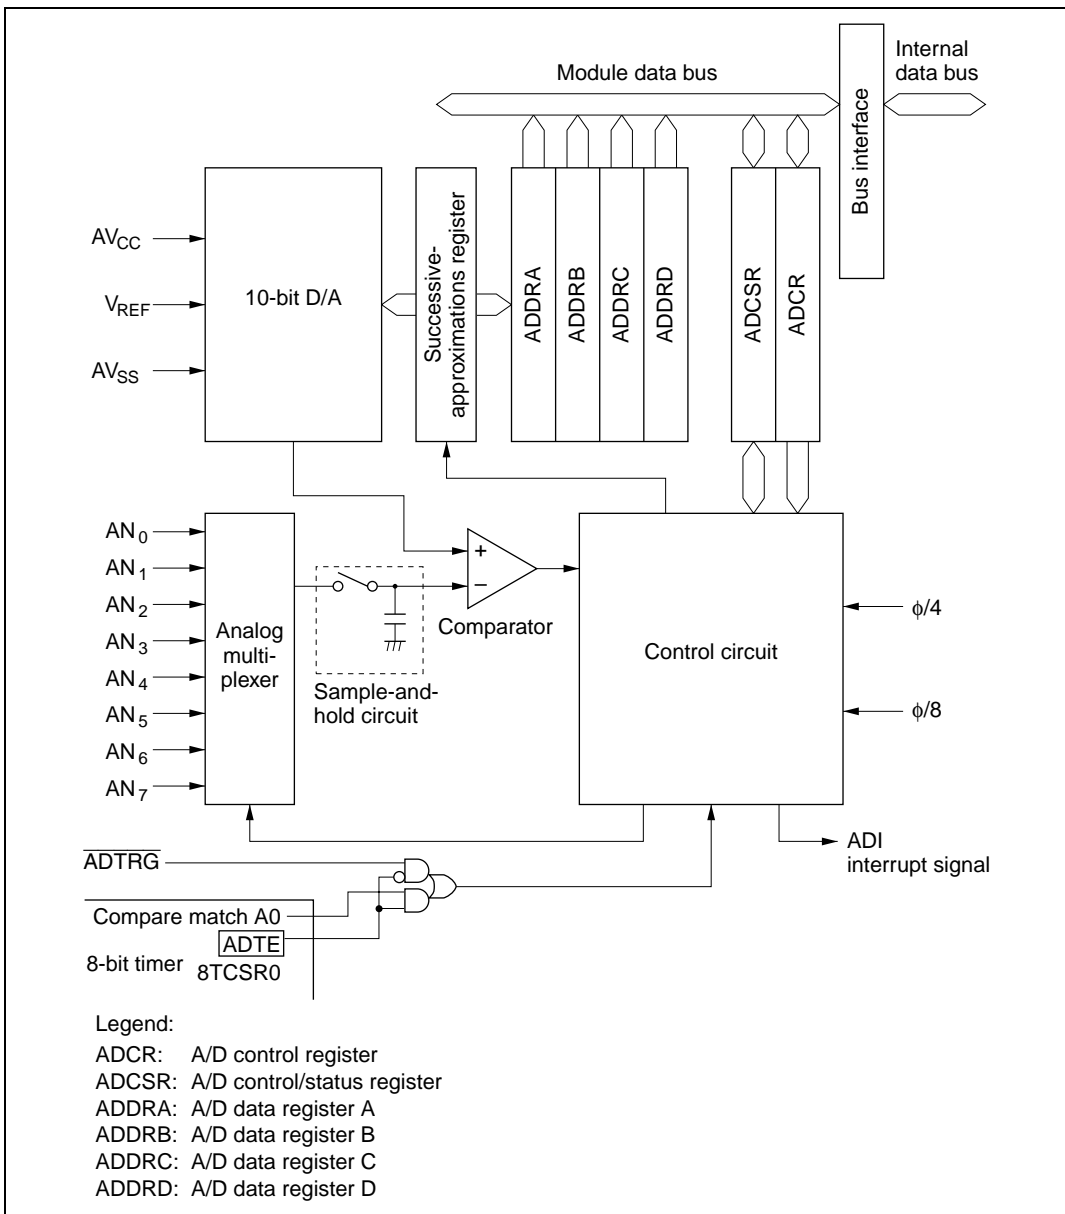 Internal
data bus
Module data bus
Bus interface
AVCC
VREF
AVSS
10-bit D/A
Successive-
approximations register
ADDRA
ADDRB
ADDRC
ADDRD
ADCSR
ADCR
AN0
AN1
AN2
AN3
AN4
AN5
AN6
AN7
Analog
multi-
plexer
Sample-and-
hold circuit
+
−
Comparator
Control circuit
ϕ/4
ϕ/8
ADI
interrupt signal
ADTRG
Compare match A0
ADTE
8-bit timer
8TCSR0
Legend:
ADCR: A/D control register
ADCSR: A/D control/status register
ADDRA: A/D data register A
ADDRB: A/D data register B
ADDRC: A/D data register C
ADDRD: A/D data register D